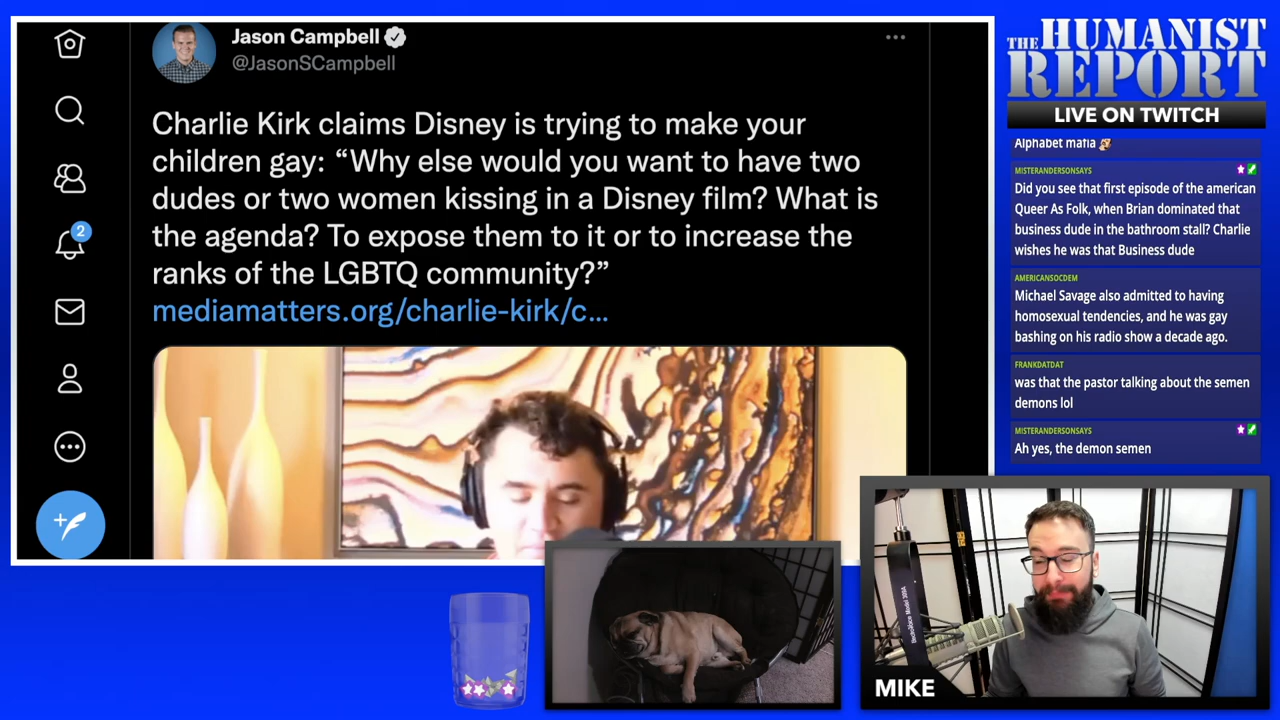 Jason Campbell
@JasonSCampbell
Charlie Kirk claims Disney is trying to make your
children gay: “Why else would you want to have two
dudes or two women kissing in a Disney film? What is
the agenda? To expose them to it or to increase the
ranks of the LGBTQ community?”
mediamatters.org/charlie-kirk/c...
2
THE HUMANIST
REPORT
LIVE ON TWITCH
Alphabet mafia
MISTERANDERSONSAYS
Did you see that first episode of the american
Queer As Folk, when Brian dominated that
business dude in the bathroom stall? Charlie
wishes he was that Business dude
AMERICANSOCDEM
Michael Savage also admitted to having
homosexual tendencies, and he was gay
bashing on his radio show a decade ago.
FRANKDATDAT
was that the pastor talking about the semen
demons lol
MISTERANDERSONSAYS
Ah yes, the demon semen
MIKE